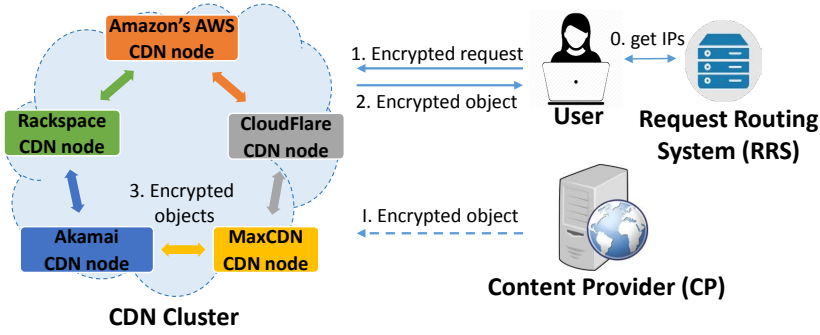 Amazon's AWS
CDN node
Rackspace
CDN node
CloudFlare
CDN node
3. Encrypted
objects
Akamai
CDN node
MaxCDN
CDN node
CDN Cluster
1. Encrypted request
2. Encrypted object
User
0. get IPs
Request Routing
System (RRS)
I. Encrypted object
Content Provider (CP)